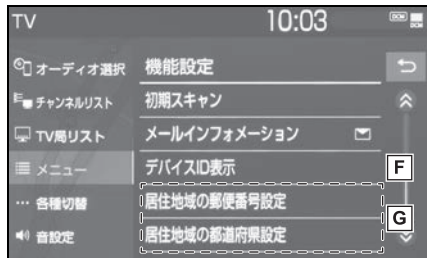 TV 10:03 DCM
オーディオ選択 機能設定
チャンネルリスト 初期スキャン
TV局リスト メールインフォメーション
メニュー デバイスID表示 F
各種切替 居住地域の郵便番号設定
音設定 居住地域の都道府県設定 G